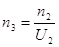 n₃ = n₂ / U₂